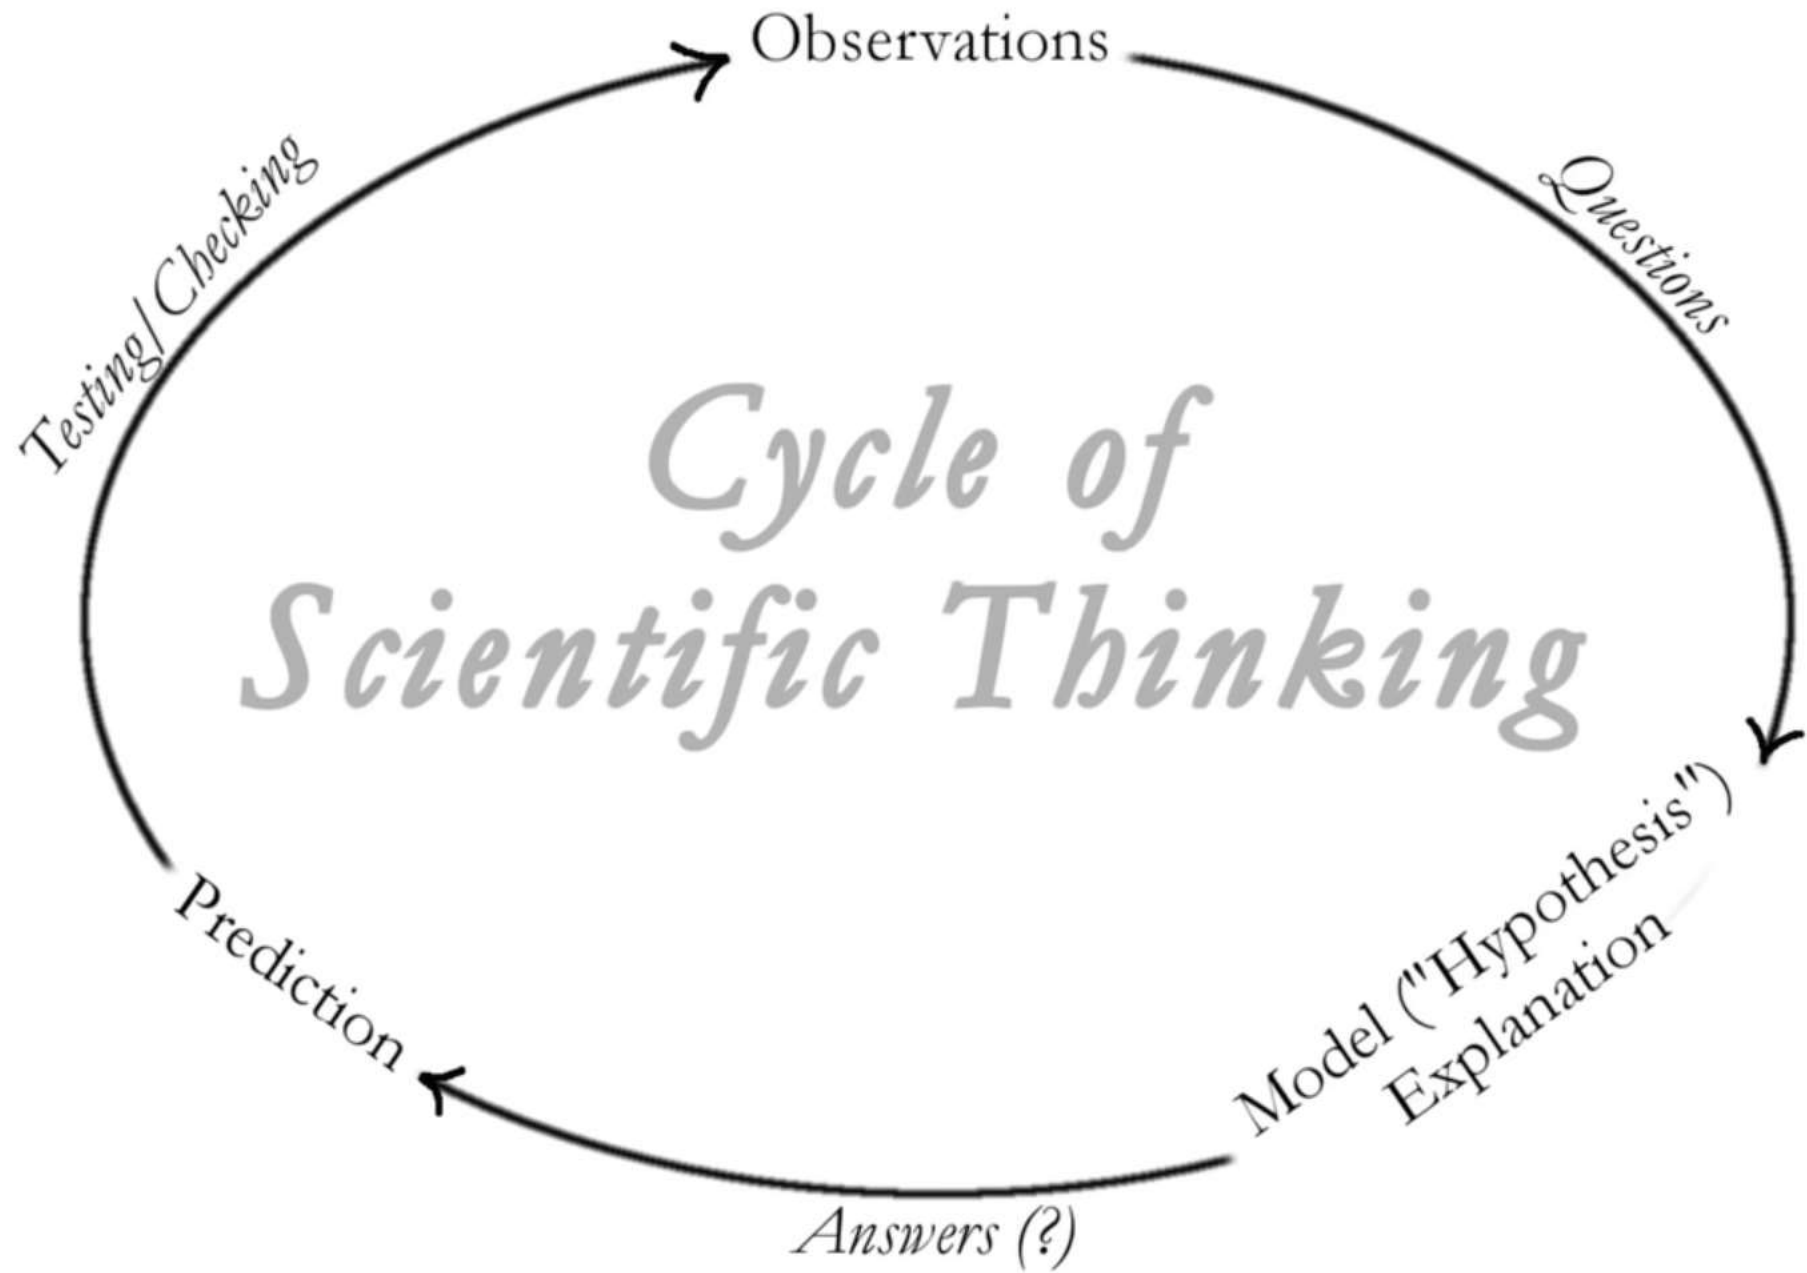 Observations
Questions
Testing/Checking
Cycle of
Scientific Thinking
Model ("Hypothesis")
Explanation
Prediction
Answers (?)